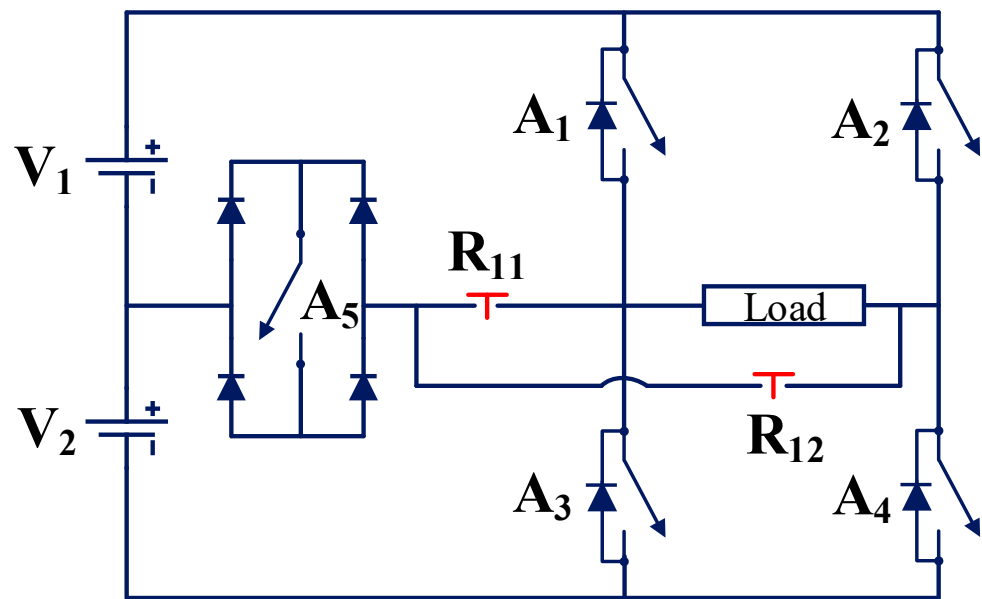 A₁
A₂
V₁
+
R₁₁
A₅
Load
V₂
+
R₁₂
A₃
A₄